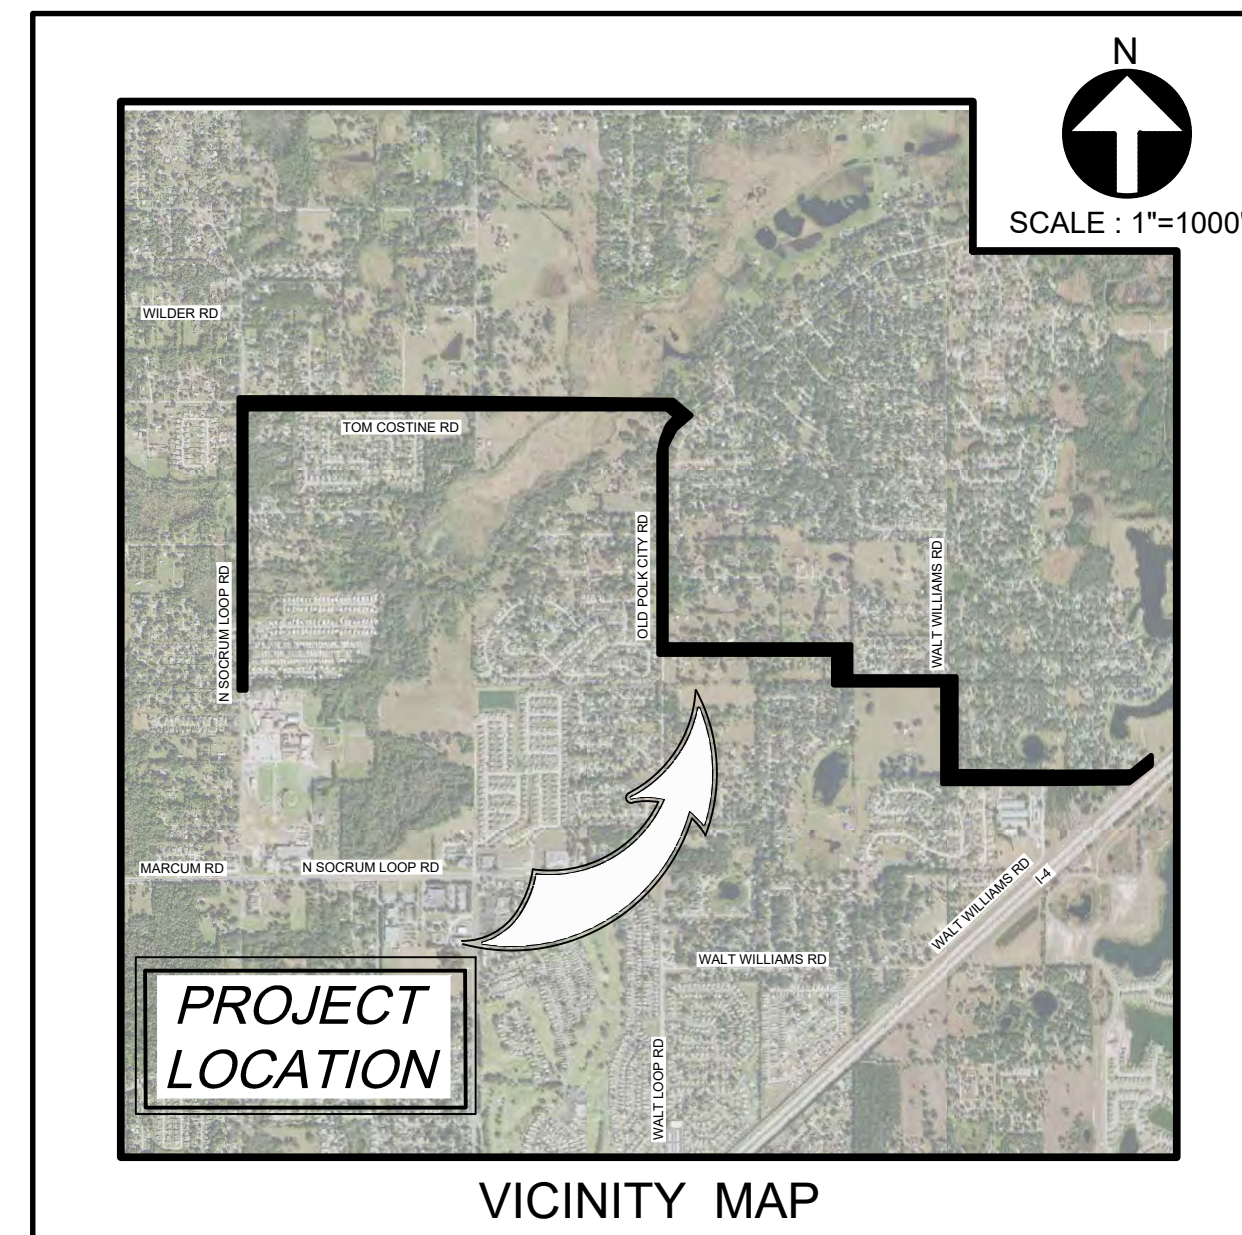 N
SCALE : 1"=1000'
WILDER RD
TOM COSTINE RD
N SOCRUM LOOP RD
OLD POLK CITY RD
WALT WILLIAMS RD
MARCUM RD
N SOCRUM LOOP RD
WALT WILLIAMS RD
I-4
WALT WILLIAMS RD
WALT LOOP RD
PROJECT
LOCATION
VICINITY MAP